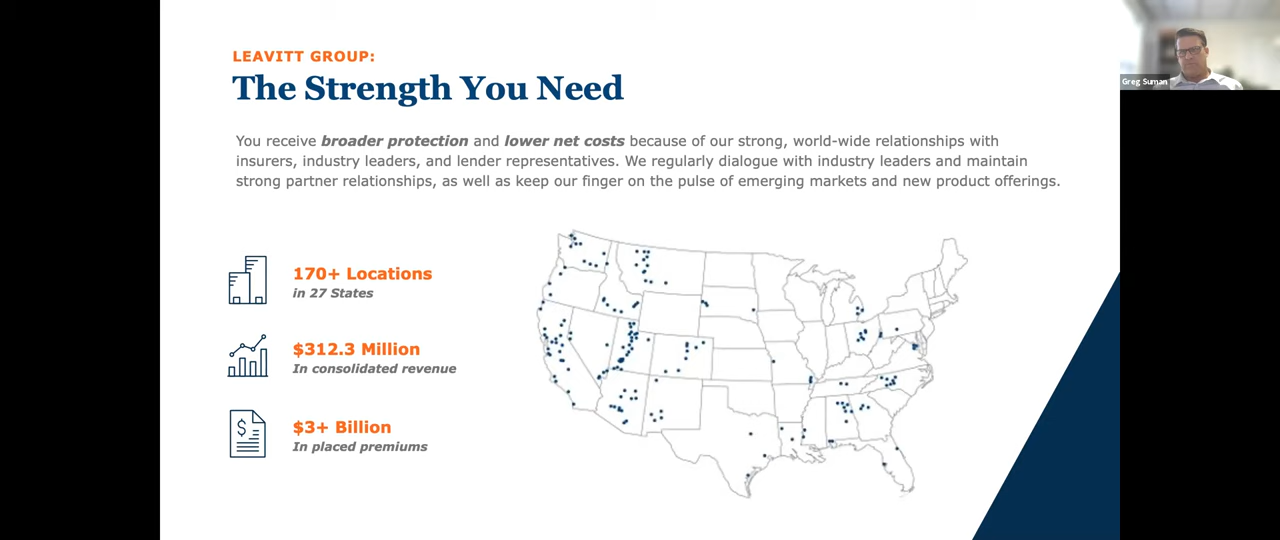 LEAVITT GROUP:
The Strength You Need
You receive broader protection and lower net costs because of our strong, world-wide relationships with
insurers, industry leaders, and lender representatives. We regularly dialogue with industry leaders and maintain
strong partner relationships, as well as keep our finger on the pulse of emerging markets and new product offerings.
170+ Locations
in 27 States
$312.3 Million
In consolidated revenue
$3+ Billion
In placed premiums
Greg Suman